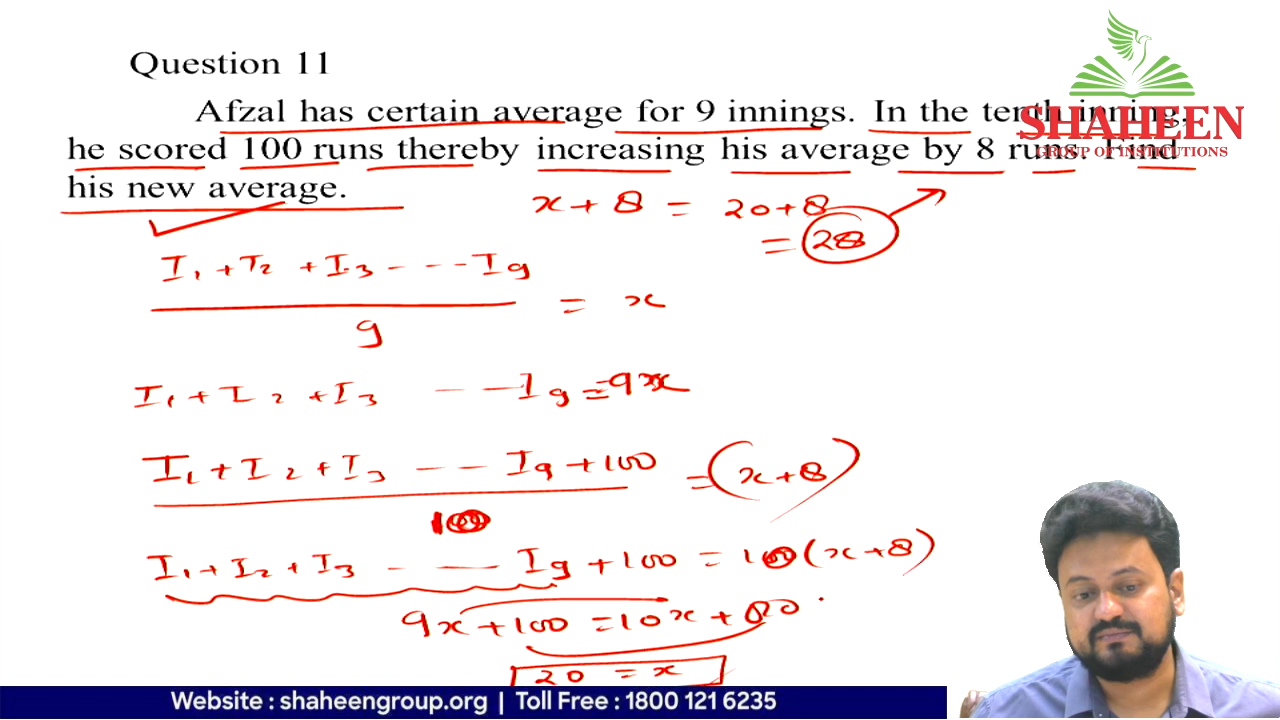 Question 11
Afzal has certain average for 9 innings. In the tenth inning,
he scored 100 runs thereby increasing his average by 8 runs. Find
his new average.
SHAHEEN
GROUP OF INSTITUTIONS
x + 8 = 20+8
= 28
I₁ + I₂ + I₃ - - - - I₉
9
= x
I₁ + I₂ + I₃ - - - I₉ = 9x
I₁ + I₂ + I₃ - - - I₉ + 100
10
= (x+8)
I₁ + I₂ + I₃ - - - I₉ + 100 = 10(x+8)
9x + 100 = 10x + 80
20 = x
Website : shaheengroup.org | Toll Free : 1800 121 6235